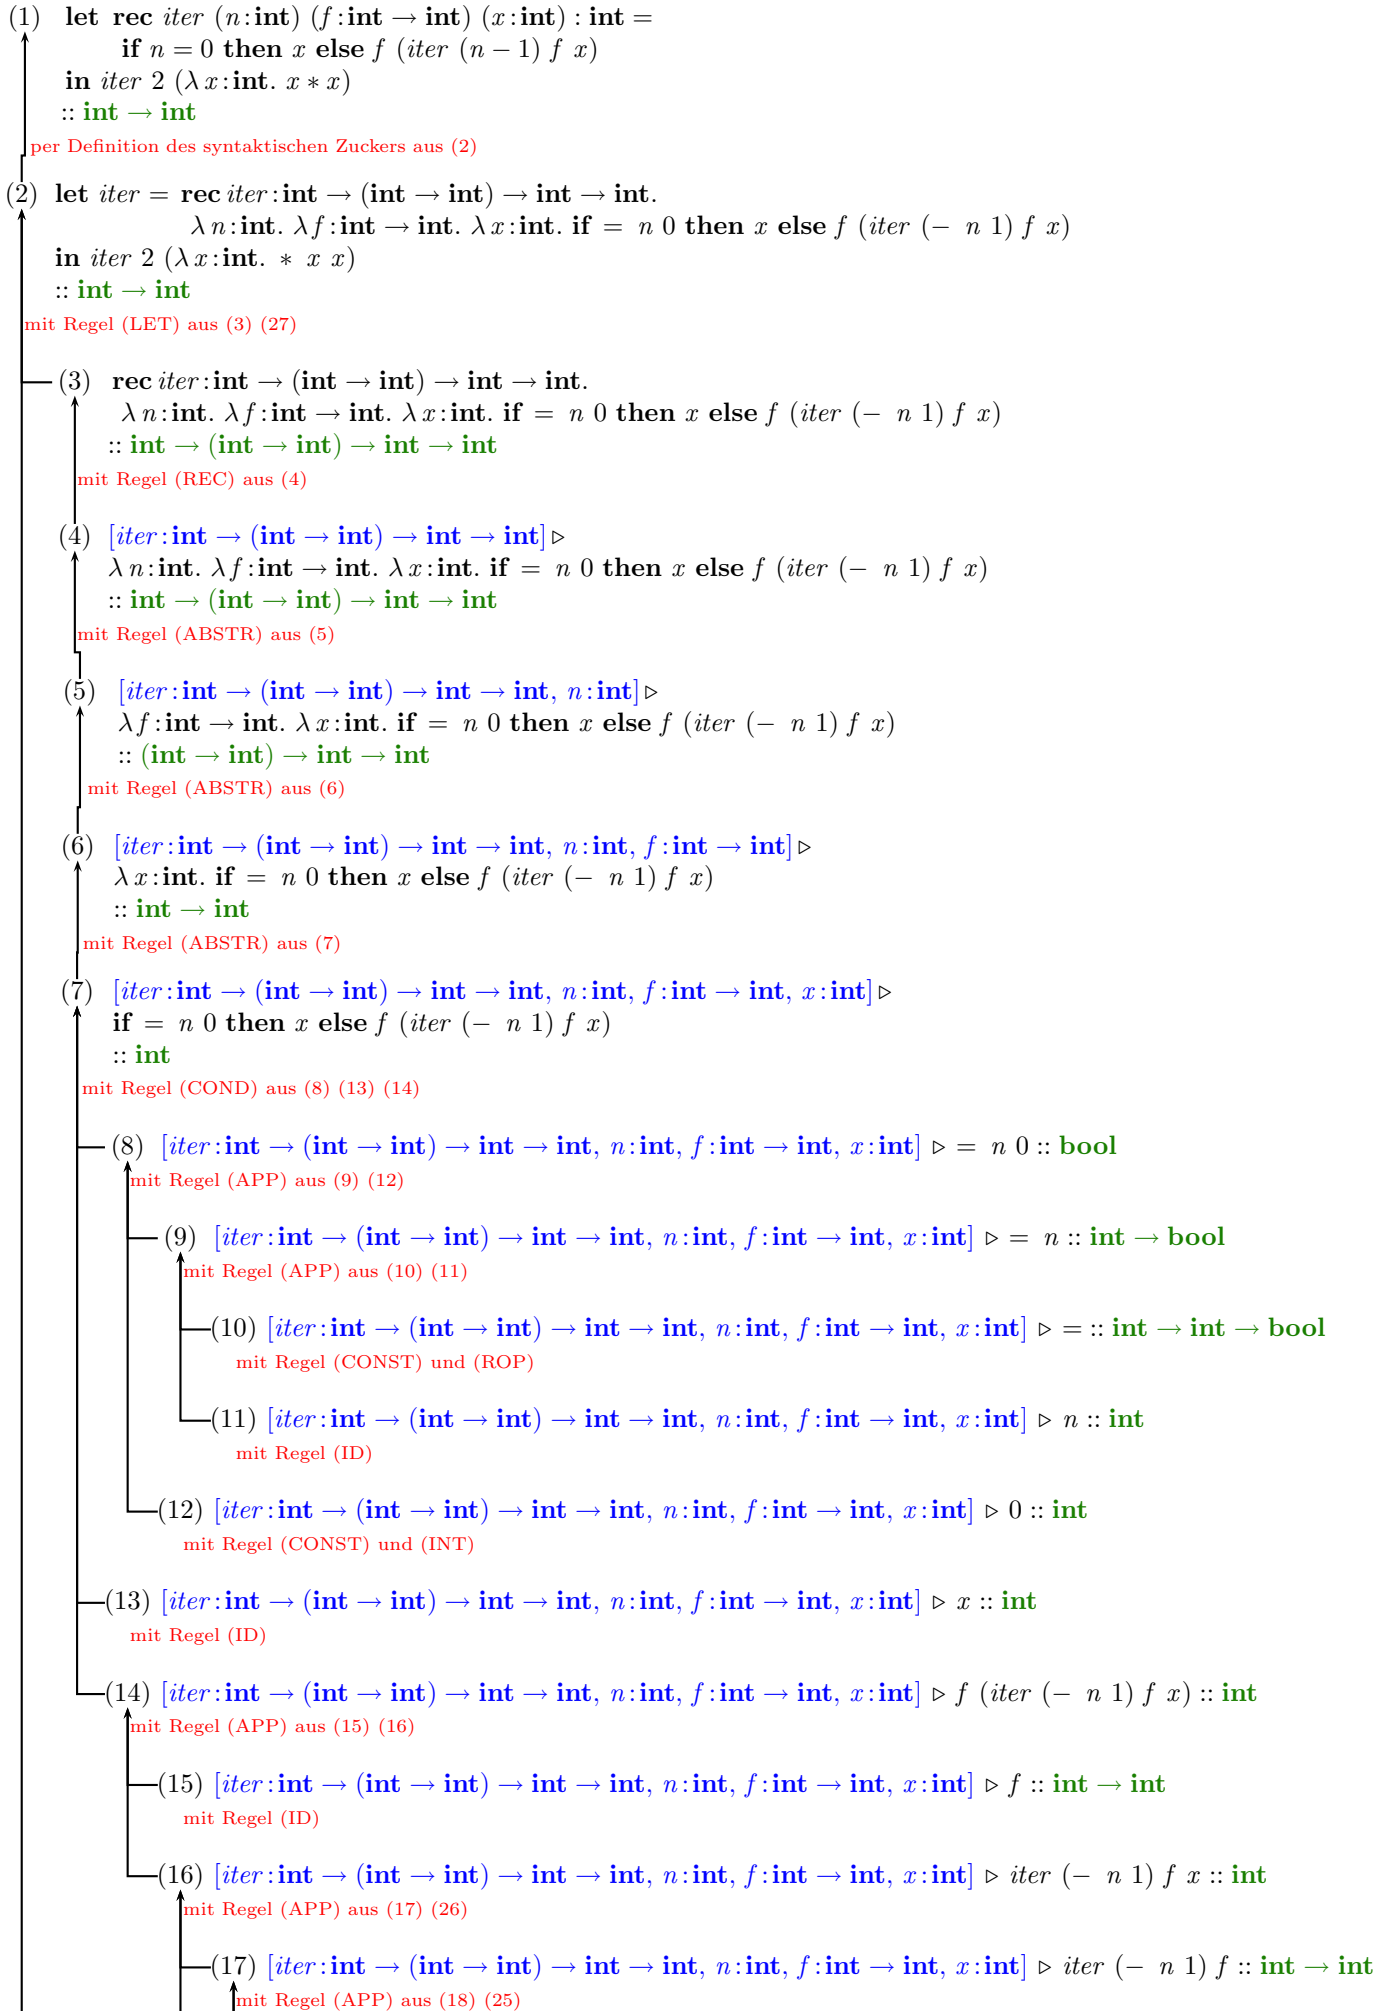 (1) let rec iter (n:int) (f:int → int) (x:int) : int =
if n = 0 then x else f (iter (n − 1) f x)
in iter 2 (λ x:int. x ∗ x)
:: int → int
per Definition des syntaktischen Zuckers aus (2)
(2) let iter = rec iter:int → (int → int) → int → int.
λ n:int. λ f:int → int. λ x:int. if = n 0 then x else f (iter (− n 1) f x)
in iter 2 (λ x:int. ∗ x x)
:: int → int
mit Regel (LET) aus (3) (27)
(3) rec iter:int → (int → int) → int → int.
λ n:int. λ f:int → int. λ x:int. if = n 0 then x else f (iter (− n 1) f x)
:: int → (int → int) → int → int
mit Regel (REC) aus (4)
(4) [iter:int → (int → int) → int → int] ▷
λ n:int. λ f:int → int. λ x:int. if = n 0 then x else f (iter (− n 1) f x)
:: int → (int → int) → int → int
mit Regel (ABSTR) aus (5)
(5) [iter:int → (int → int) → int → int, n:int] ▷
λ f:int → int. λ x:int. if = n 0 then x else f (iter (− n 1) f x)
:: (int → int) → int → int
mit Regel (ABSTR) aus (6)
(6) [iter:int → (int → int) → int → int, n:int, f:int → int] ▷
λ x:int. if = n 0 then x else f (iter (− n 1) f x)
:: int → int
mit Regel (ABSTR) aus (7)
(7) [iter:int → (int → int) → int → int, n:int, f:int → int, x:int] ▷
if = n 0 then x else f (iter (− n 1) f x)
:: int
mit Regel (COND) aus (8) (13) (14)
(8) [iter:int → (int → int) → int → int, n:int, f:int → int, x:int] ▷ = n 0 :: bool
mit Regel (APP) aus (9) (12)
(9) [iter:int → (int → int) → int → int, n:int, f:int → int, x:int] ▷ = n :: int → bool
mit Regel (APP) aus (10) (11)
(10) [iter:int → (int → int) → int → int, n:int, f:int → int, x:int] ▷ = :: int → int → bool
mit Regel (CONST) und (ROP)
(11) [iter:int → (int → int) → int → int, n:int, f:int → int, x:int] ▷ n :: int
mit Regel (ID)
(12) [iter:int → (int → int) → int → int, n:int, f:int → int, x:int] ▷ 0 :: int
mit Regel (CONST) und (INT)
(13) [iter:int → (int → int) → int → int, n:int, f:int → int, x:int] ▷ x :: int
mit Regel (ID)
(14) [iter:int → (int → int) → int → int, n:int, f:int → int, x:int] ▷ f (iter (− n 1) f x) :: int
mit Regel (APP) aus (15) (16)
(15) [iter:int → (int → int) → int → int, n:int, f:int → int, x:int] ▷ f :: int → int
mit Regel (ID)
(16) [iter:int → (int → int) → int → int, n:int, f:int → int, x:int] ▷ iter (− n 1) f x :: int
mit Regel (APP) aus (17) (26)
(17) [iter:int → (int → int) → int → int, n:int, f:int → int, x:int] ▷ iter (− n 1) f :: int → int
mit Regel (APP) aus (18) (25)